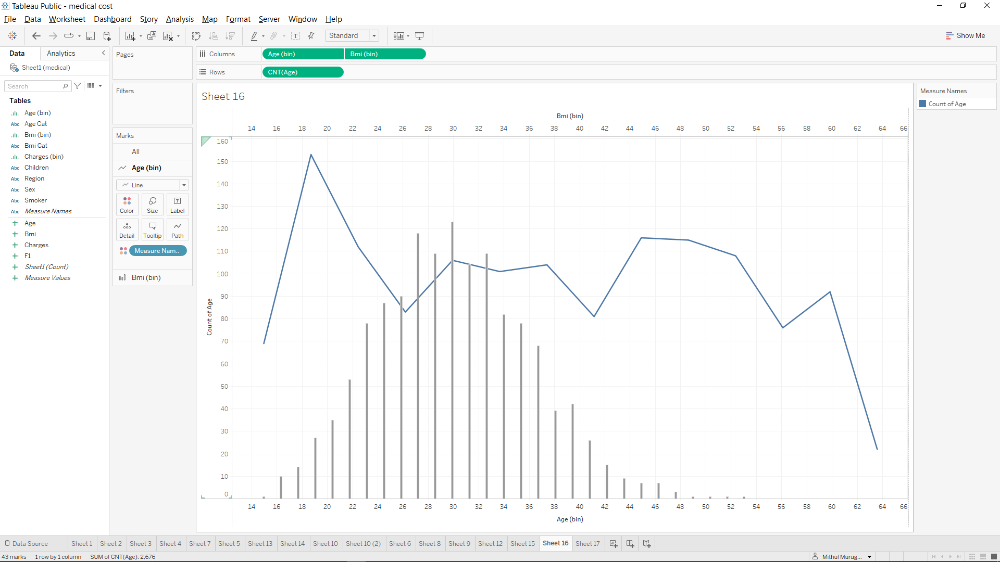 Tableau Public - medical cost
File Data Worksheet Dashboard Story Analysis Map Format Server Window Help
Standard
Show Me
Data Analytics
Sheet1 (medical)
Search
Tables
Age (bin)
Abc Age Cat
Bmi (bin)
Abc Bmi Cat
Charges (bin)
Abc Children
Abc Region
Abc Sex
Abc Smoker
Abc Measure Names
# Age
# Bmi
# Charges
# F1
# Sheet1 (Count)
# Measure Values
Pages
Filters
Marks
All
Age (bin)
Line
Color Size Label
Detail Tooltip Path
Measure Nam..
Bmi (bin)
Columns Age (bin) Bmi (bin)
Rows CNT(Age)
Sheet 16
Bmi (bin)
14 16 18 20 22 24 26 28 30 32 34 36 38 40 42 44 46 48 50 52 54 56 58 60 62 64 66
160
150
140
130
120
110
100
90
80
70
60
50
40
30
20
10
0
Count of Age
14 16 18 20 22 24 26 28 30 32 34 36 38 40 42 44 46 48 50 52 54 56 58 60 62 64 66
Age (bin)
Measure Names
Count of Age
Data Source Sheet 1 Sheet 2 Sheet 3 Sheet 4 Sheet 7 Sheet 5 Sheet 13 Sheet 14 Sheet 10 Sheet 10 (2) Sheet 6 Sheet 8 Sheet 9 Sheet 12 Sheet 15 Sheet 16 Sheet 17
43 marks 1 row by 1 column SUM of CNT(Age): 2,676 Mithul Murug...